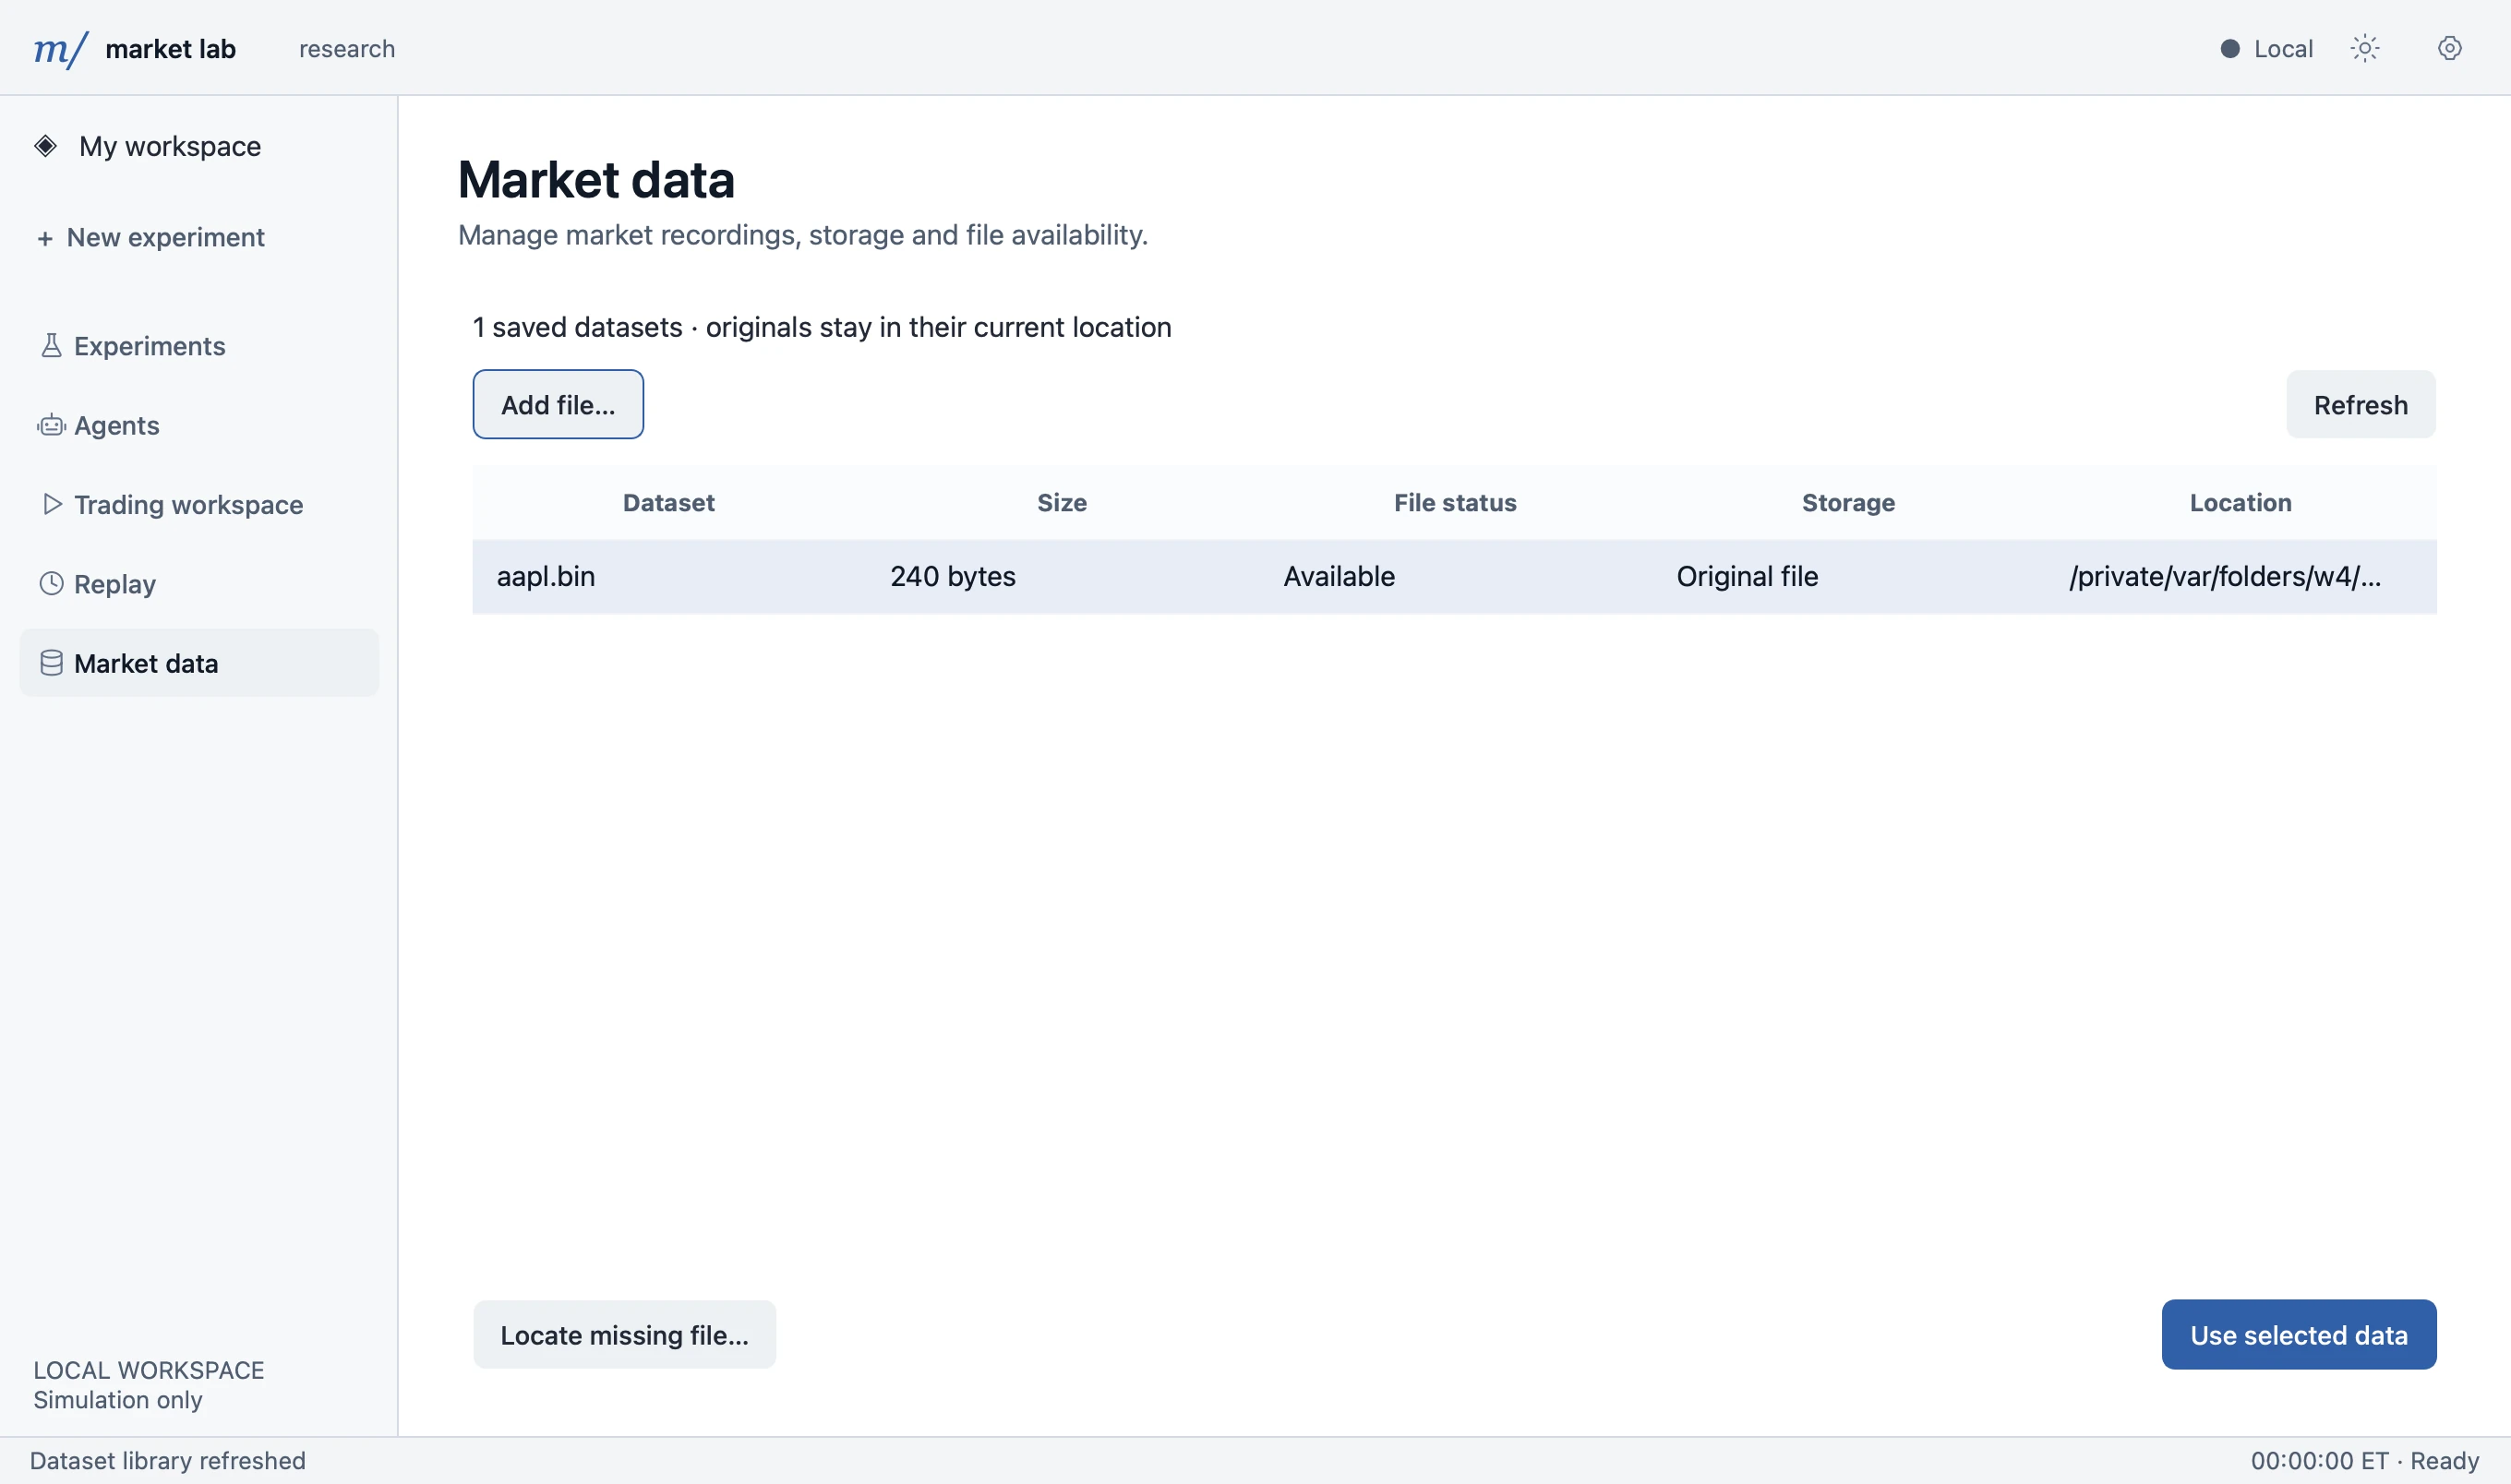 m/ market lab research Local
My workspace
+ New experiment
Experiments
Agents
Trading workspace
Replay
Market data
LOCAL WORKSPACE
Simulation only
Market data
Manage market recordings, storage and file availability.
1 saved datasets · originals stay in their current location
Add file... Refresh
Dataset Size File status Storage Location
aapl.bin 240 bytes Available Original file /private/var/folders/w4/...
Locate missing file... Use selected data
Dataset library refreshed 00:00:00 ET · Ready